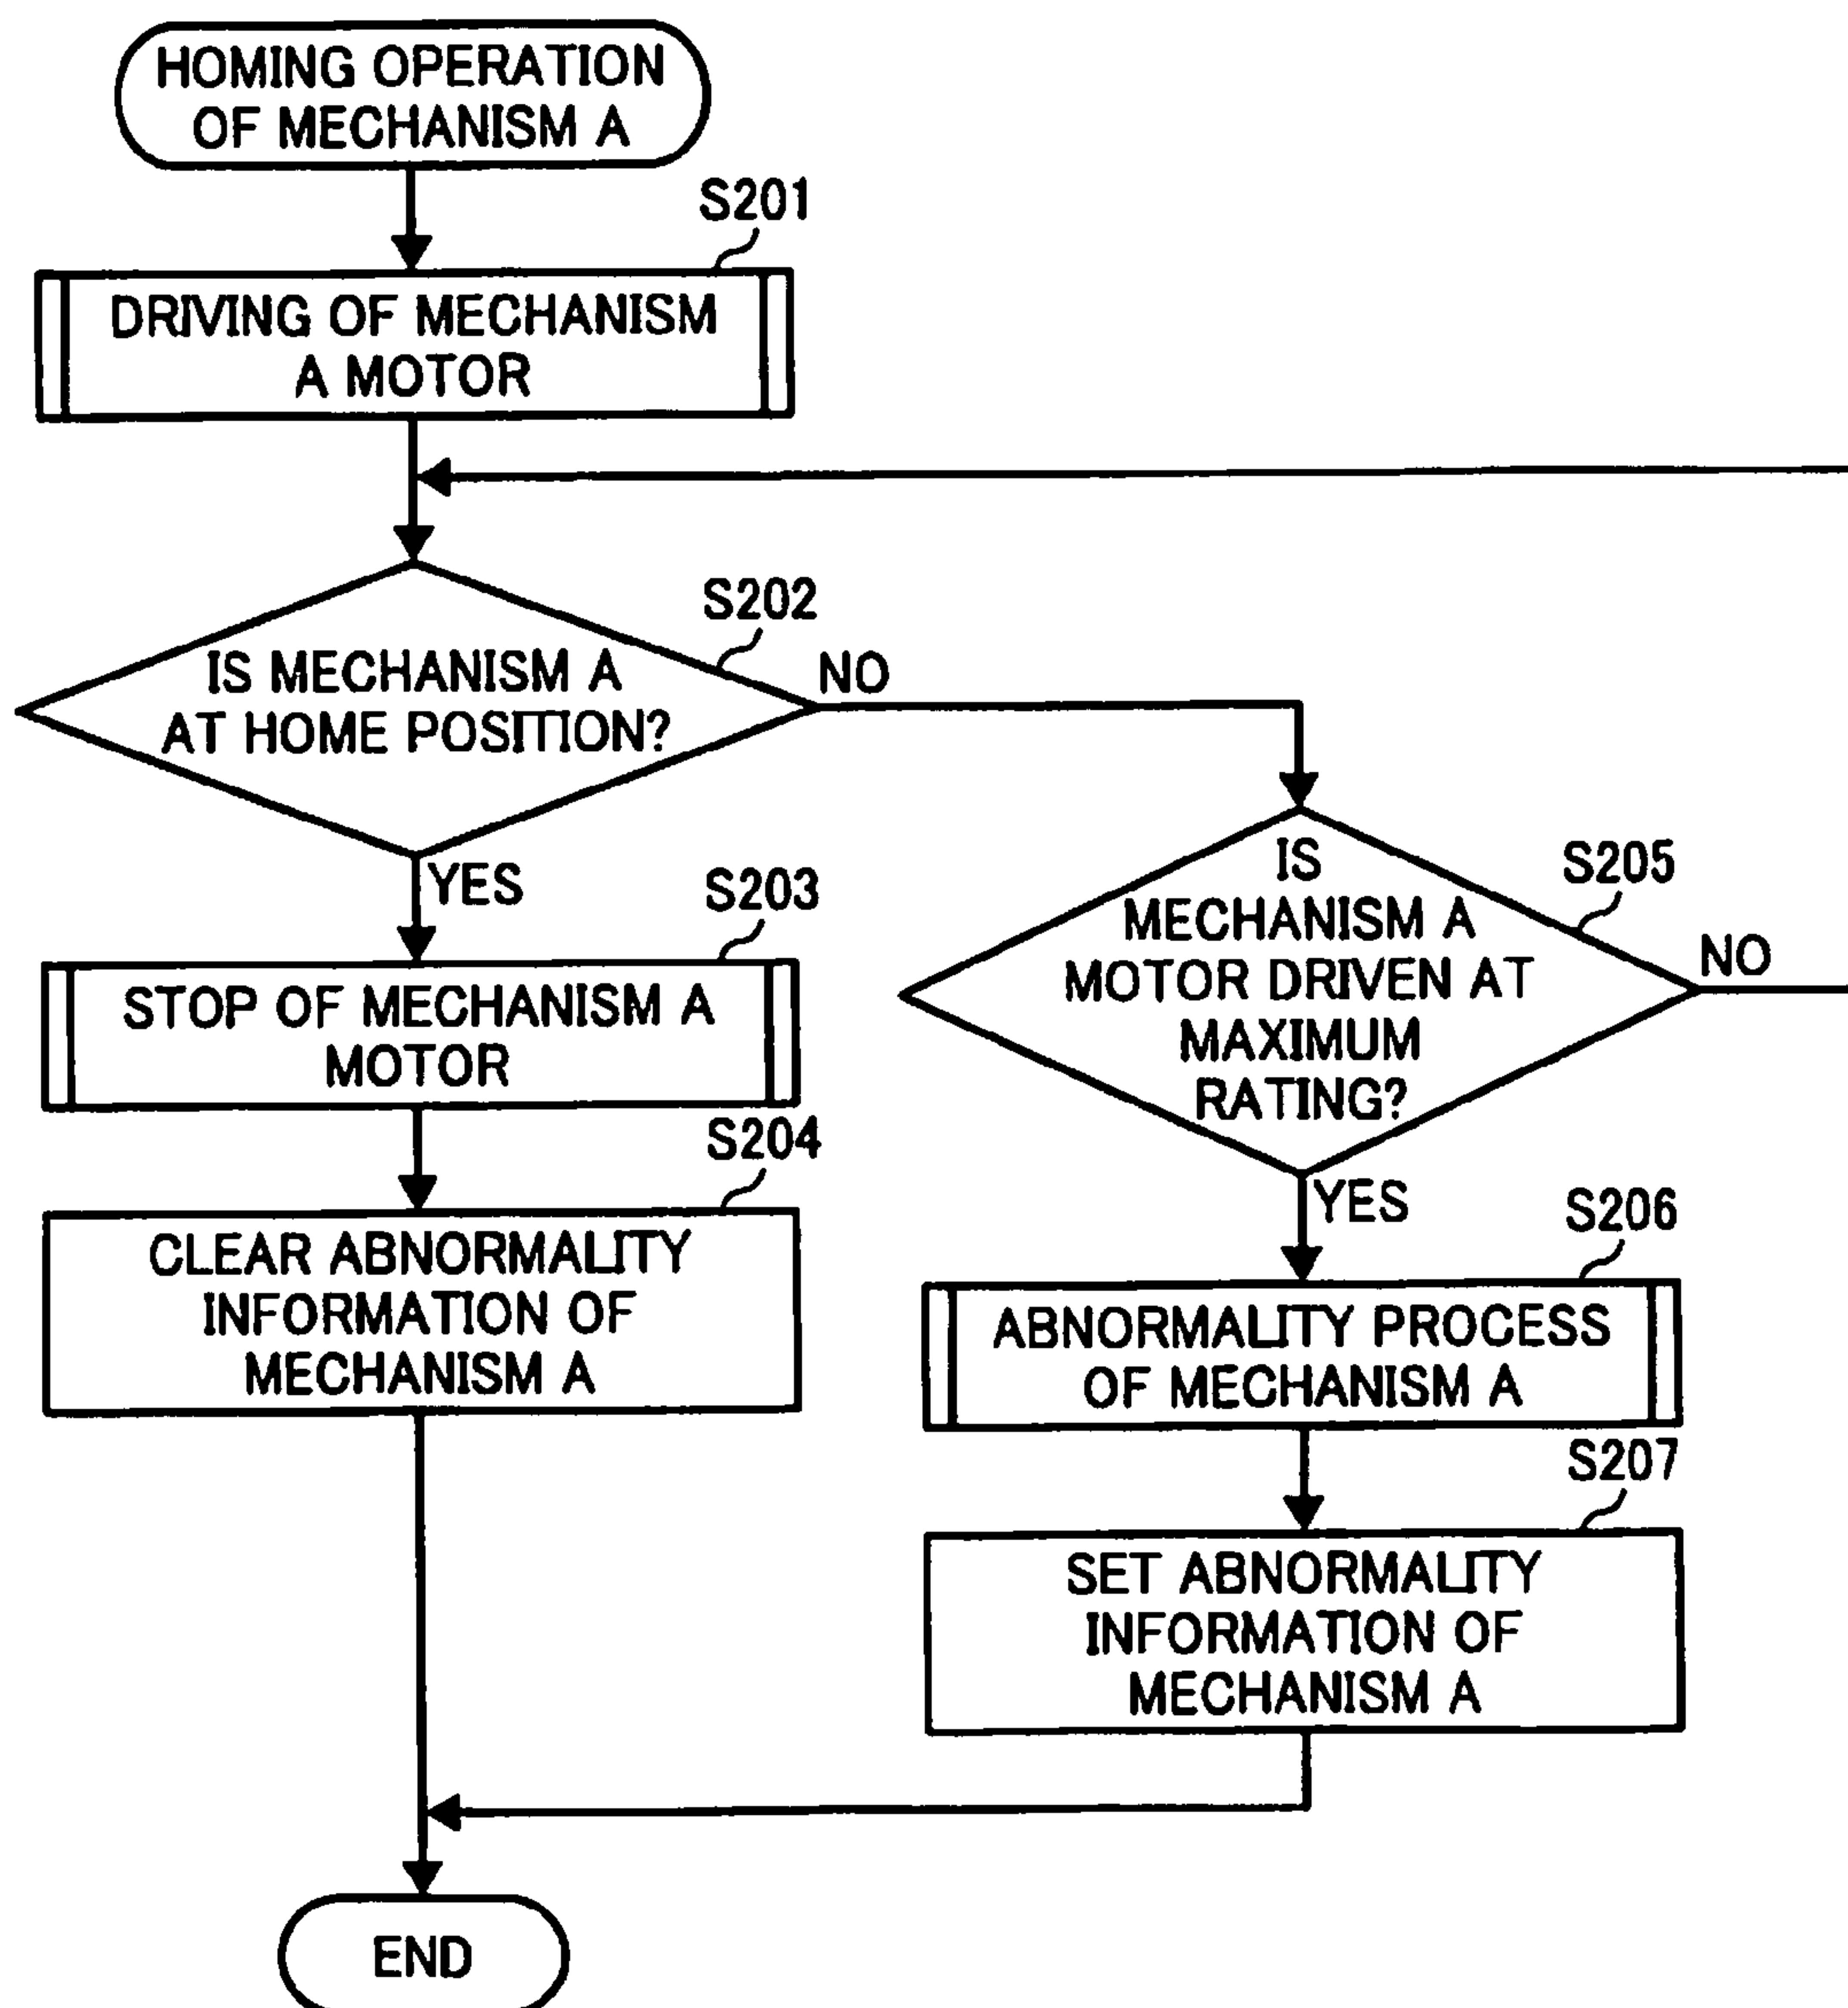 HOMING OPERATION
OF MECHANISM A
S201
DRIVING OF MECHANISM
A MOTOR
S202
IS MECHANISM A
AT HOME POSITION?
NO
YES
S203
STOP OF MECHANISM A
MOTOR
S204
CLEAR ABNORMALITY
INFORMATION OF
MECHANISM A
S205
IS
MECHANISM A
MOTOR DRIVEN AT
MAXIMUM
RATING?
NO
YES
S206
ABNORMALITY PROCESS
OF MECHANISM A
S207
SET ABNORMALITY
INFORMATION OF
MECHANISM A
END